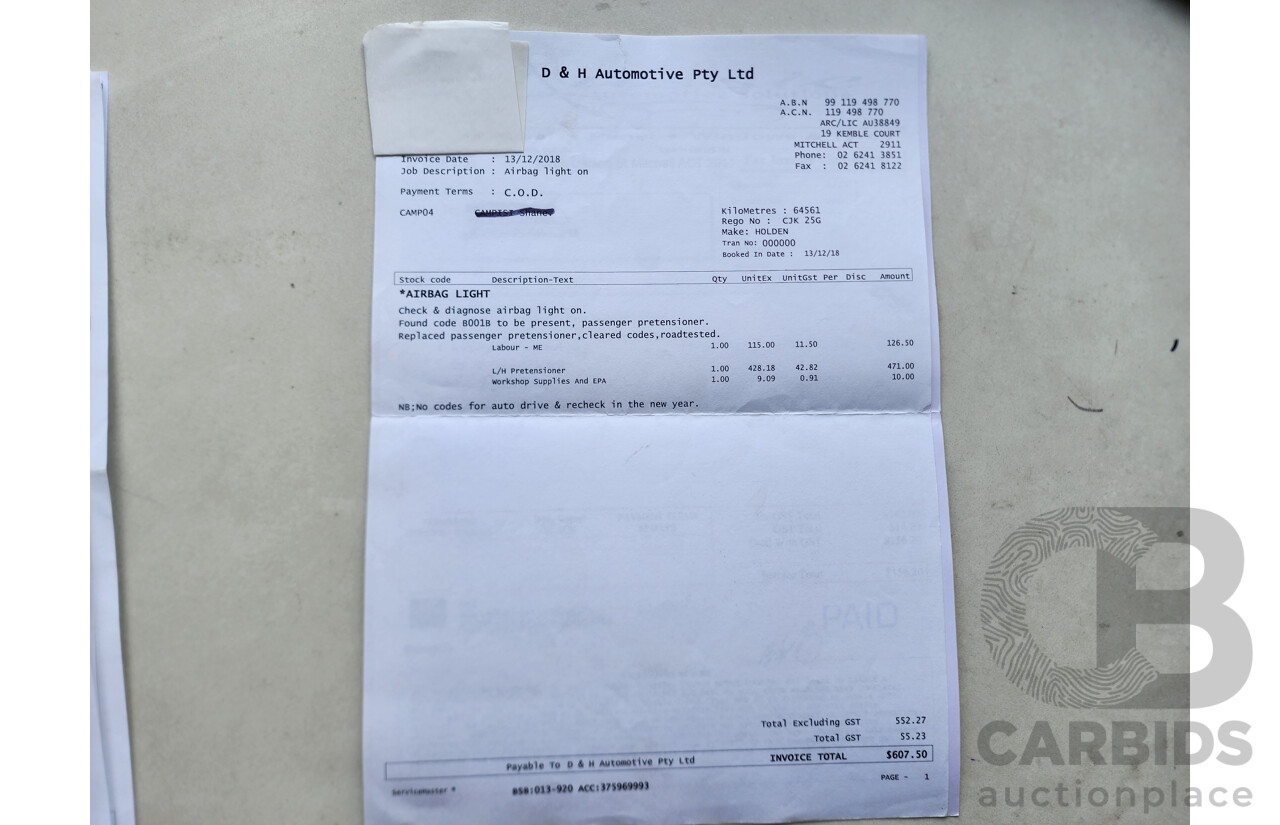 D & H Automotive Pty Ltd
A.B.N 99 119 498 770
A.C.N. 119 498 770
ARC/LIC AU38849
19 KEMBLE COURT
MITCHELL ACT 2911
Phone: 02 6241 3851
Fax : 02 6241 8122
Invoice Date : 13/12/2018
Job Description : Airbag light on
Payment Terms : C.O.D.
CAMP04
KiloMetres : 64561
Rego No : CJK 25G
Make: HOLDEN
Tran No: 000000
Booked In Date : 13/12/18
Stock code Description-Text Qty UnitEx UnitGst Per Disc Amount
*AIRBAG LIGHT
Check & diagnose airbag light on.
Found code B001B to be present, passenger pretensioner.
Replaced passenger pretensioner,cleared codes,roadtested.
Labour - ME 1.00 115.00 11.50 126.50
L/H Pretensioner 1.00 428.18 42.82 471.00
Workshop Supplies And EPA 1.00 9.09 0.91 10.00
NB;No codes for auto drive & recheck in the new year.
Total Excluding GST 552.27
Total GST 55.23
Payable To D & H Automotive Pty Ltd INVOICE TOTAL $607.50
PAGE - 1
ServiceMaster *
BSB:013-920 ACC:375969993
CARBIDS
auctionplace